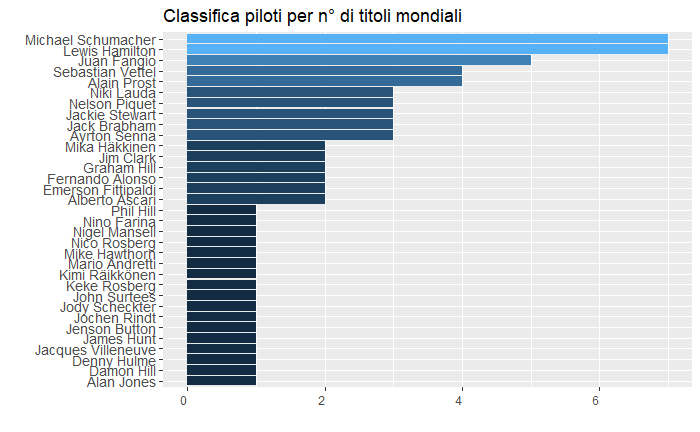 Classifica piloti per n° di titoli mondiali
Michael Schumacher
Lewis Hamilton
Juan Fangio
Sebastian Vettel
Alain Prost
Niki Lauda
Nelson Piquet
Jackie Stewart
Jack Brabham
Ayrton Senna
Mika Häkkinen
Jim Clark
Graham Hill
Fernando Alonso
Emerson Fittipaldi
Alberto Ascari
Phil Hill
Nino Farina
Nigel Mansell
Nico Rosberg
Mike Hawthorn
Mario Andretti
Kimi Räikkönen
Keke Rosberg
John Surtees
Jody Scheckter
Jochen Rindt
Jenson Button
James Hunt
Jacques Villeneuve
Denny Hulme
Damon Hill
Alan Jones
0 2 4 6